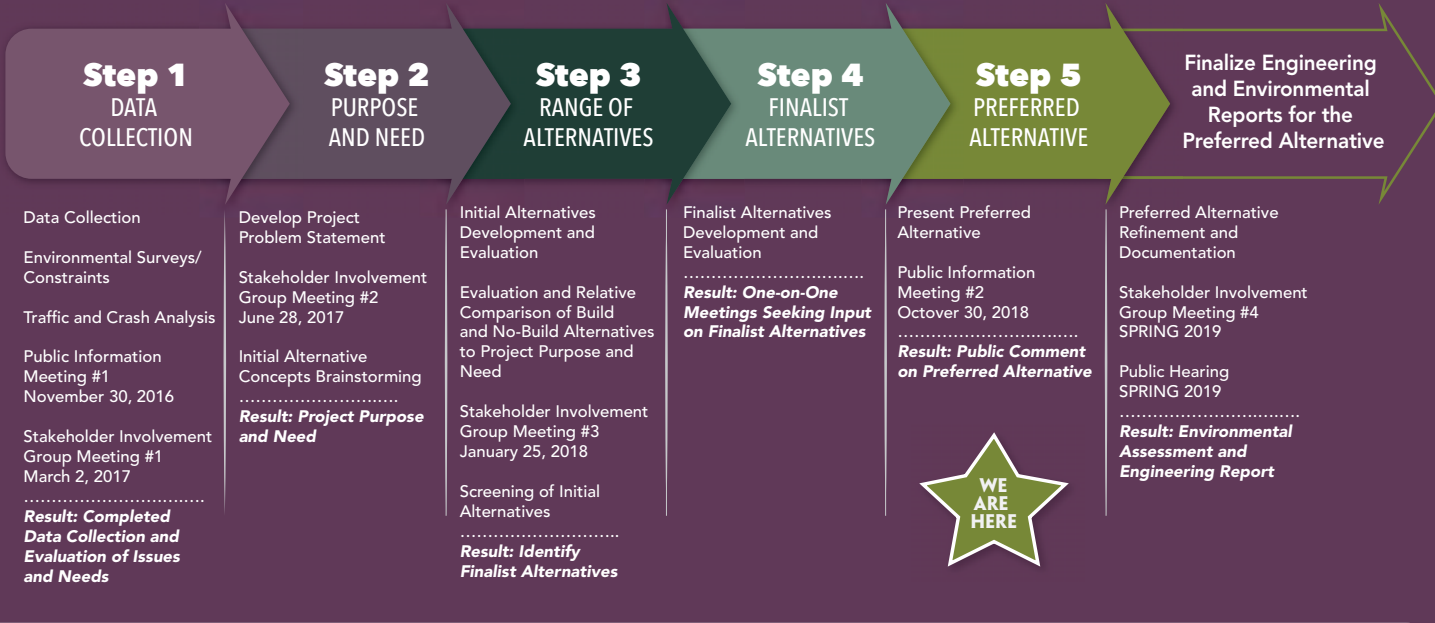 Step 1
DATA
COLLECTION
Step 2
PURPOSE
AND NEED
Step 3
RANGE OF
ALTERNATIVES
Step 4
FINALIST
ALTERNATIVES
Step 5
PREFERRED
ALTERNATIVE
Finalize Engineering
and Environmental
Reports for the
Preferred Alternative
Data Collection
Environmental Surveys/
Constraints
Traffic and Crash Analysis
Public Information
Meeting #1
November 30, 2016
Stakeholder Involvement
Group Meeting #1
March 2, 2017
................................
Result: Completed
Data Collection and
Evaluation of Issues
and Needs
Develop Project
Problem Statement
Stakeholder Involvement
Group Meeting #2
June 28, 2017
Initial Alternative
Concepts Brainstorming
............................
Result: Project Purpose
and Need
Initial Alternatives
Development and
Evaluation
Evaluation and Relative
Comparison of Build
and No-Build Alternatives
to Project Purpose and
Need
Stakeholder Involvement
Group Meeting #3
January 25, 2018
Screening of Initial
Alternatives
............................
Result: Identify
Finalist Alternatives
Finalist Alternatives
Development and
Evaluation
................................
Result: One-on-One
Meetings Seeking Input
on Finalist Alternatives
Present Preferred
Alternative
Public Information
Meeting #2
Octover 30, 2018
................................
Result: Public Comment
on Preferred Alternative
WE
ARE
HERE
Preferred Alternative
Refinement and
Documentation
Stakeholder Involvement
Group Meeting #4
SPRING 2019
Public Hearing
SPRING 2019
................................
Result: Environmental
Assessment and
Engineering Report